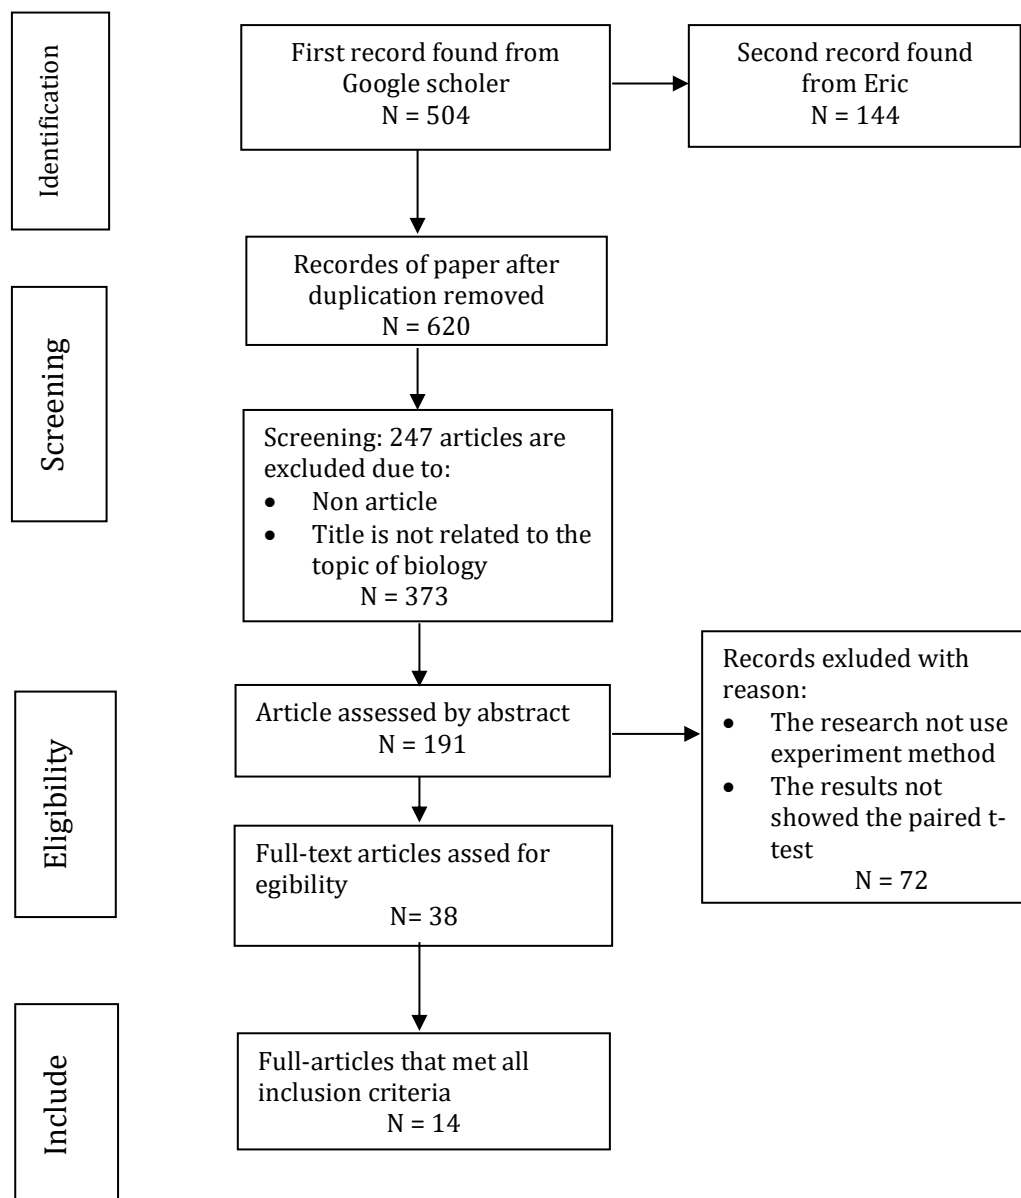 Identification
First record found from
Google scholer
N = 504
Second record found
from Eric
N = 144
Recordes of paper after
duplication removed
N = 620
Screening
Screening: 247 articles are
excluded due to:
• Non article
• Title is not related to the
topic of biology
N = 373
Eligibility
Article assessed by abstract
N = 191
Records exluded with
reason:
• The research not use
experiment method
• The results not
showed the paired t-
test
N = 72
Full-text articles assed for
egibility
N= 38
Include
Full-articles that met all
inclusion criteria
N = 14